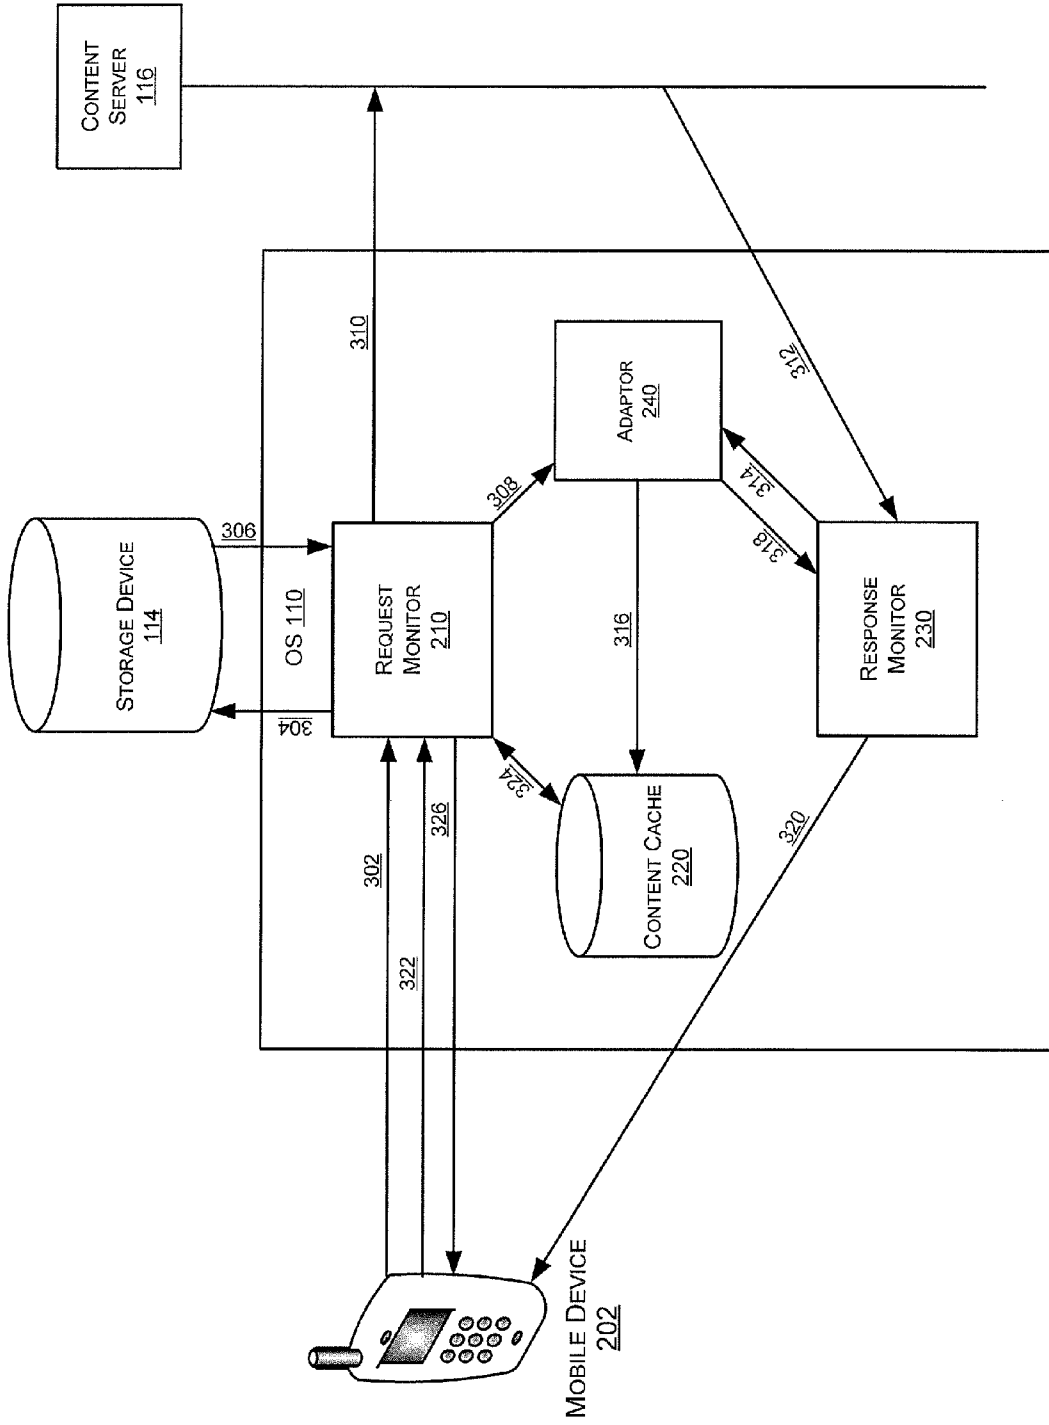 CONTENT
SERVER
116
STORAGE DEVICE
114
306
304
OS 110
310
REQUEST
MONITOR
210
302
322
326
308
324
ADAPTOR
240
316
CONTENT CACHE
220
312
314
318
RESPONSE
MONITOR
230
320
MOBILE DEVICE
202